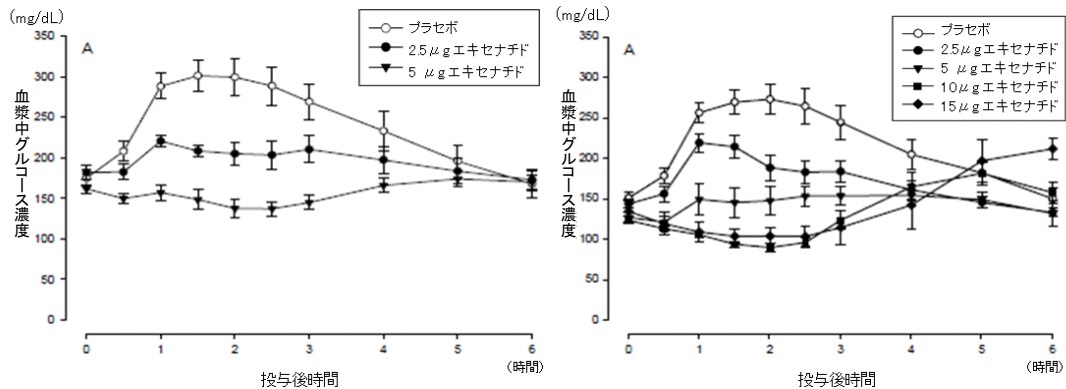 (mg/dL)
A
プラセボ
2.5μgエキセナチド
5 μgエキセナチド
血漿中グルコース濃度
350
300
250
200
150
100
50
0
0 1 2 3 4 5 6
(時間)
投与後時間
(mg/dL)
A
プラセボ
2.5μgエキセナチド
5 μgエキセナチド
10μgエキセナチド
15μgエキセナチド
血漿中グルコース濃度
350
300
250
200
150
100
50
0
0 1 2 3 4 5 6
(時間)
投与後時間